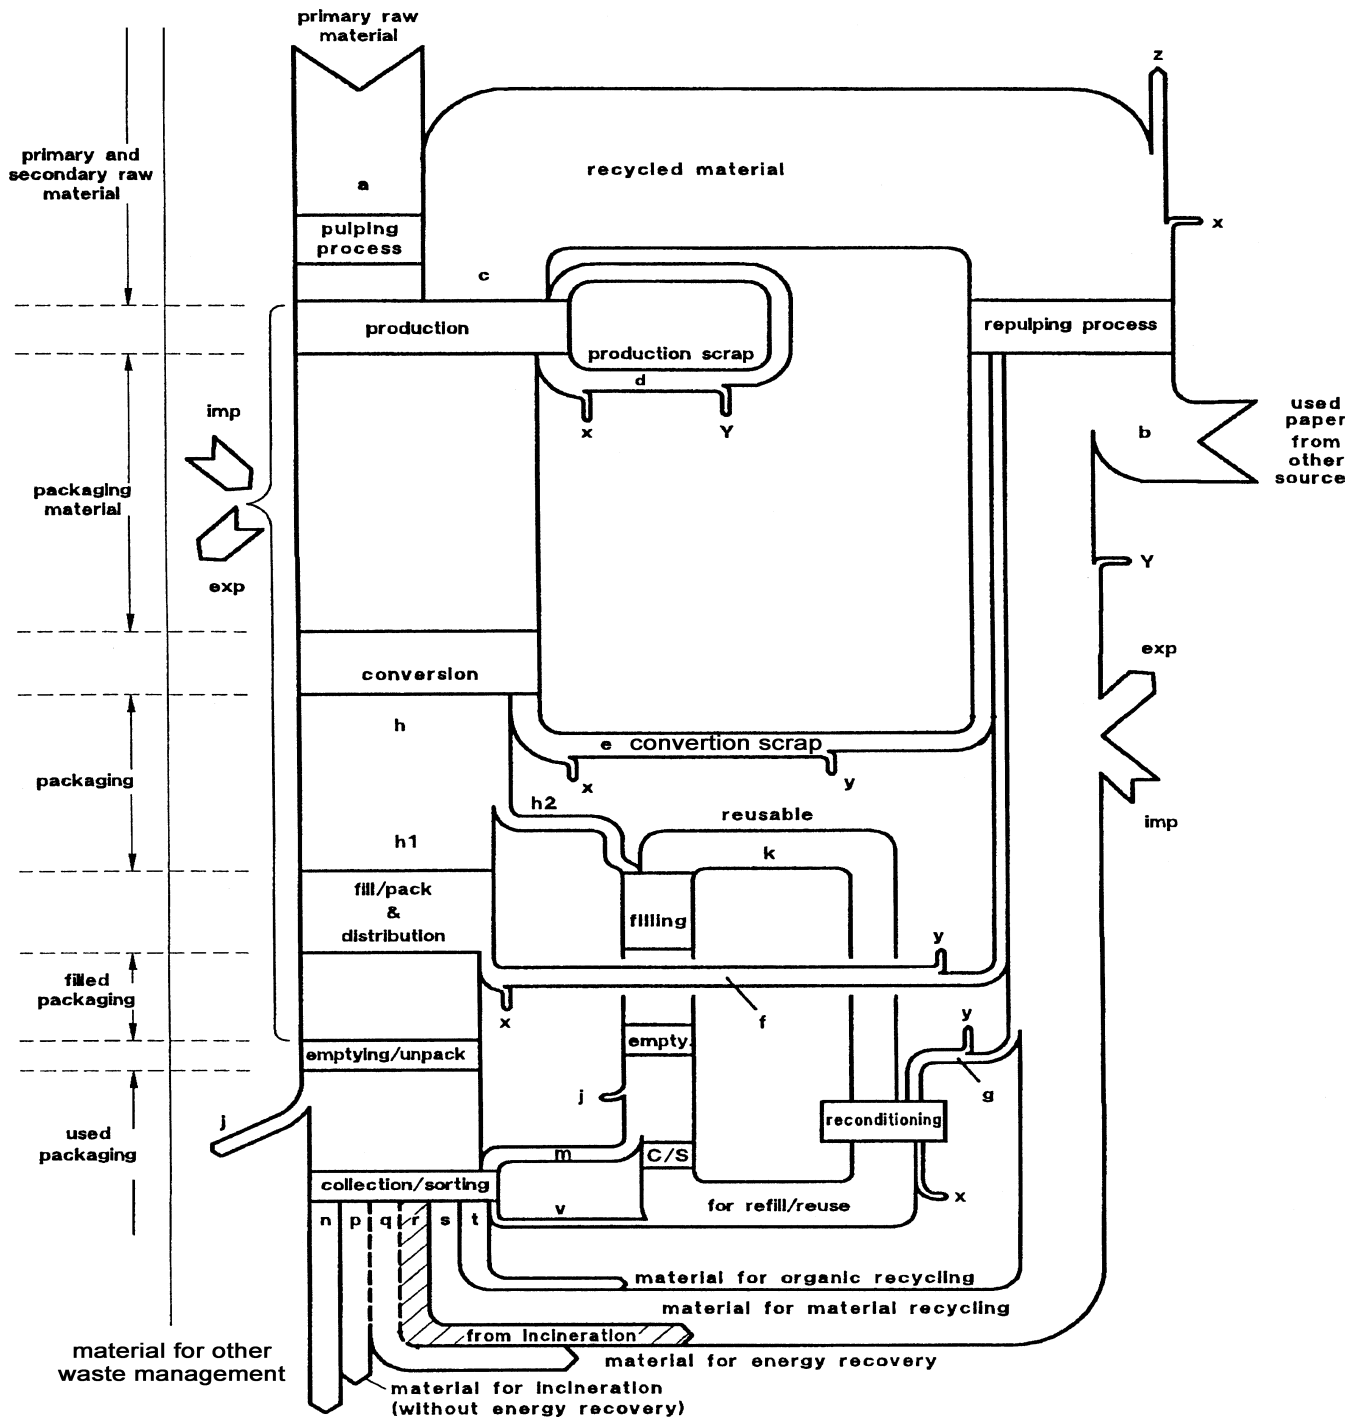 primary raw
material
z
primary and
secondary raw
material
a
recycled material
x
pulping
process
c
production
repulping process
production scrap
d
x
Y
imp
used
paper
from
other
source
b
packaging
material
exp
Y
exp
conversion
h
e convertion scrap
x
y
packaging
h2
reusable
imp
h1
k
fill/pack
&
distribution
filling
y
filled
packaging
x
f
y
emptying/unpack
empty.
j
g
j
reconditioning
used
packaging
m
C/S
collection/sorting
x
v
for refill/reuse
n p q r s t
material for organic recycling
material for material recycling
from incineration
material for other
waste management
material for energy recovery
material for incineration
(without energy recovery)